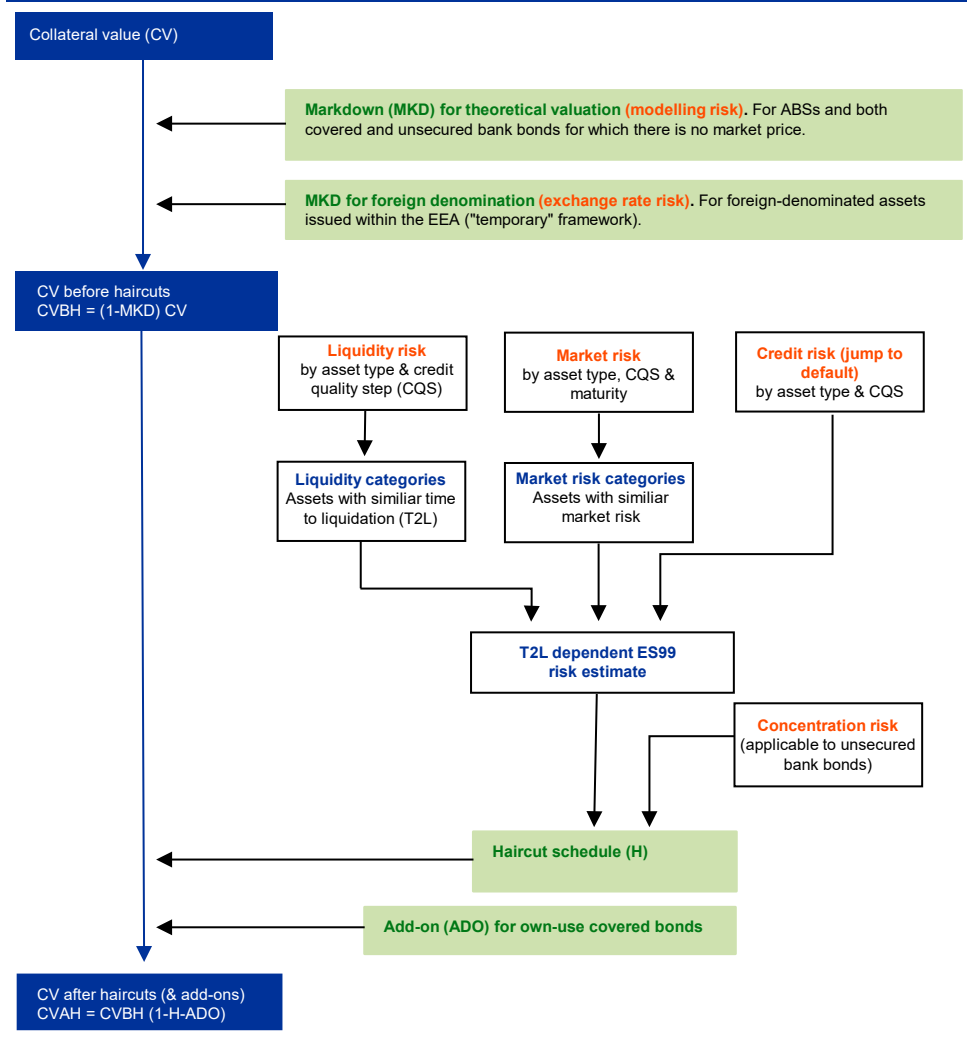 Collateral value (CV)
Markdown (MKD) for theoretical valuation (modelling risk). For ABSs and both
covered and unsecured bank bonds for which there is no market price.
MKD for foreign denomination (exchange rate risk). For foreign-denominated assets
issued within the EEA ("temporary" framework).
CV before haircuts
CVBH = (1-MKD) CV
Liquidity risk
by asset type & credit
quality step (CQS)
Market risk
by asset type, CQS &
maturity
Credit risk (jump to
default)
by asset type & CQS
Liquidity categories
Assets with similiar time
to liquidation (T2L)
Market risk categories
Assets with similiar
market risk
T2L dependent ES99
risk estimate
Concentration risk
(applicable to unsecured
bank bonds)
Haircut schedule (H)
Add-on (ADO) for own-use covered bonds
CV after haircuts (& add-ons)
CVAH = CVBH (1-H-ADO)